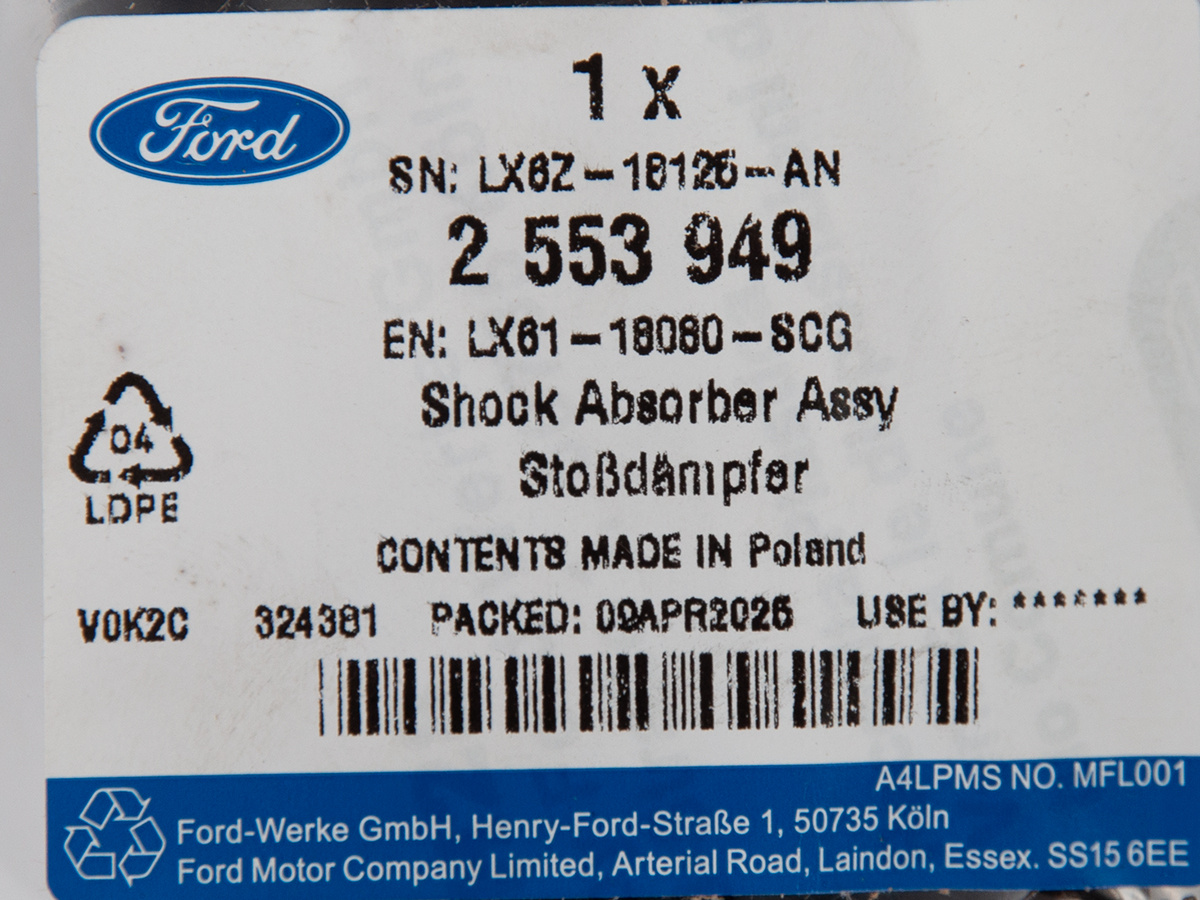 Ford
1 x
SN: LX6Z-18125-AN
2 553 949
EN: LX61-18080-SCG
Shock Absorber Assy
Stoßdämpfer
04
LDPE
CONTENTS MADE IN Poland
V0K2C 324381 PACKED: 09APR2025 USE BY: *******
A4LPMS NO. MFL001
Ford-Werke GmbH, Henry-Ford-Straße 1, 50735 Köln
Ford Motor Company Limited, Arterial Road, Laindon, Essex. SS15 6EE